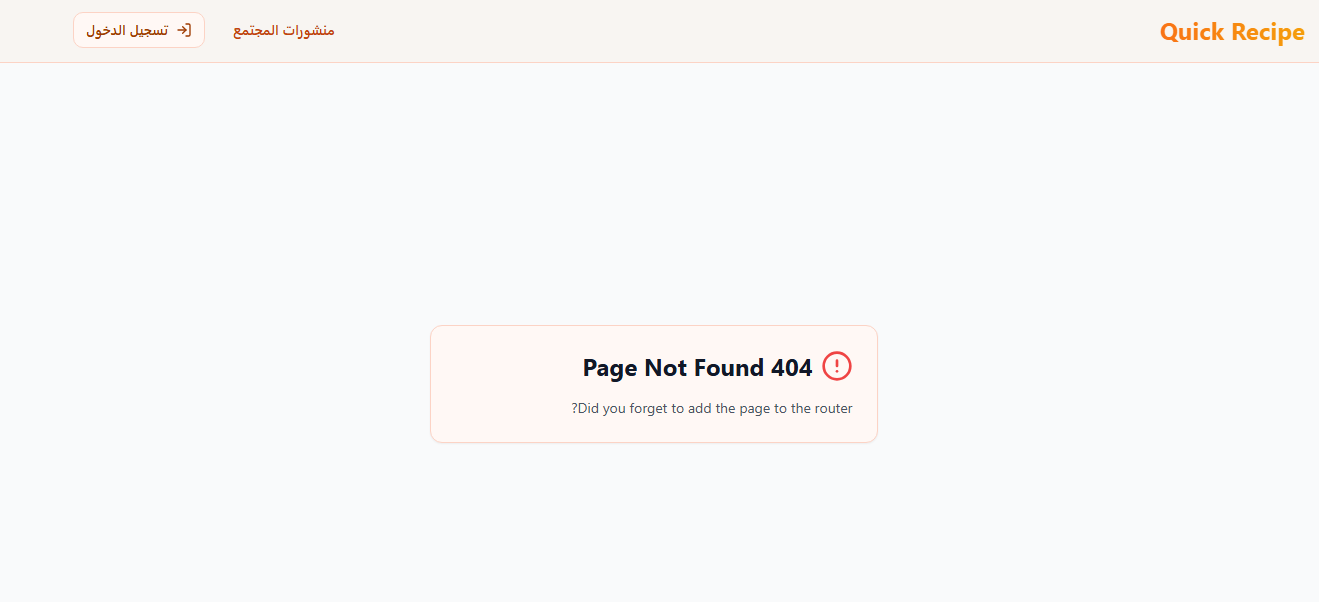 Quick Recipe
منشورات المجتمع
تسجيل الدخول
Page Not Found 404
?Did you forget to add the page to the router